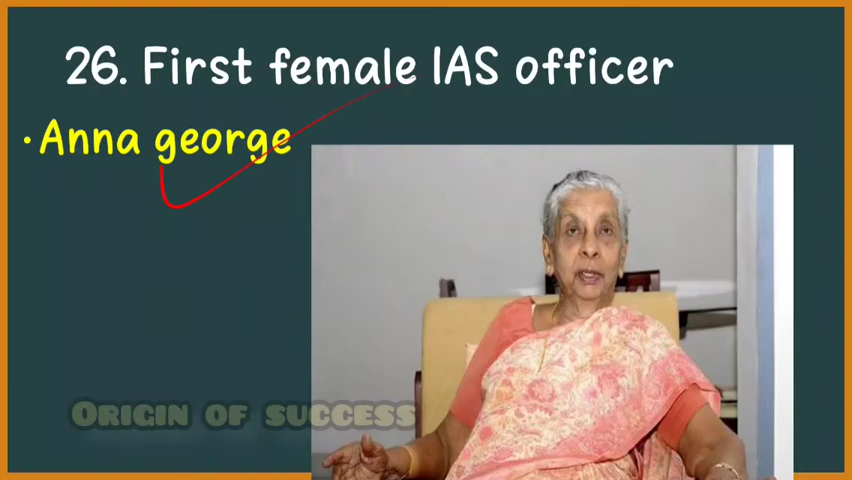 26. First female IAS officer
• Anna george
ORIGIN OF SUCCESS